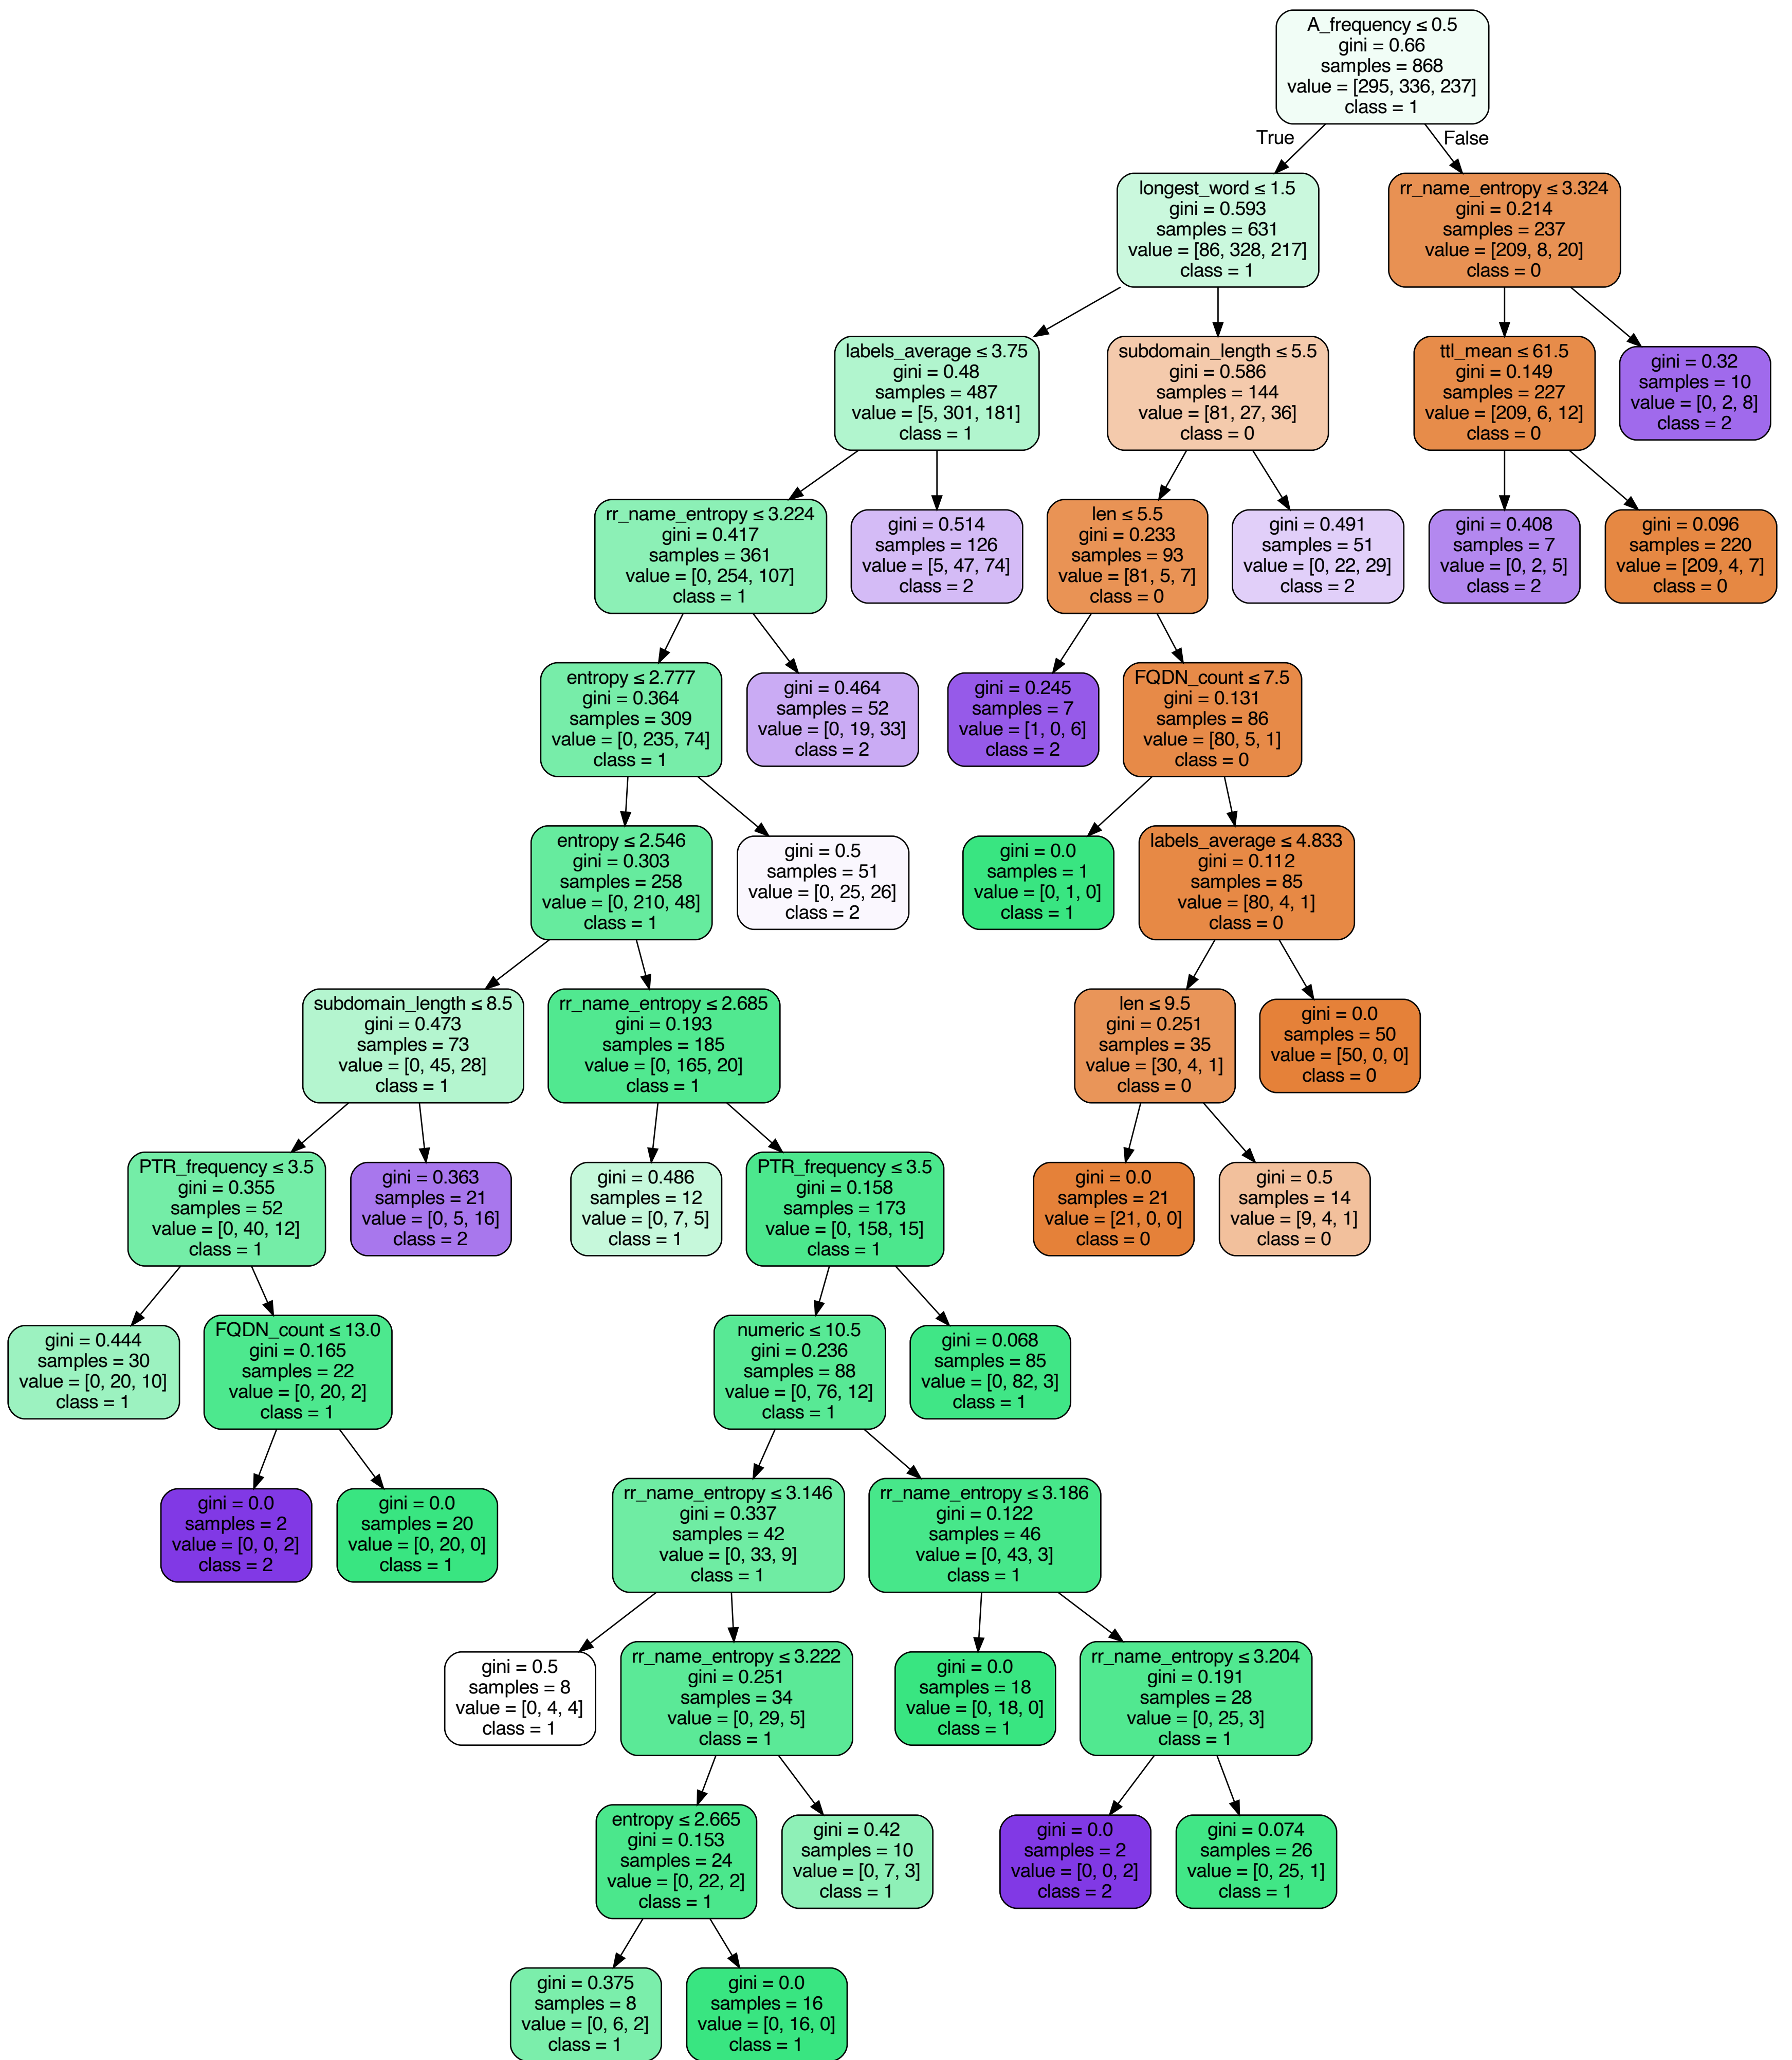 A_frequency ≤ 0.5
gini = 0.66
samples = 868
value = [295, 336, 237]
class = 1
True
False
longest_word ≤ 1.5
gini = 0.593
samples = 631
value = [86, 328, 217]
class = 1
rr_name_entropy ≤ 3.324
gini = 0.214
samples = 237
value = [209, 8, 20]
class = 0
labels_average ≤ 3.75
gini = 0.48
samples = 487
value = [5, 301, 181]
class = 1
subdomain_length ≤ 5.5
gini = 0.586
samples = 144
value = [81, 27, 36]
class = 0
ttl_mean ≤ 61.5
gini = 0.149
samples = 227
value = [209, 6, 12]
class = 0
gini = 0.32
samples = 10
value = [0, 2, 8]
class = 2
rr_name_entropy ≤ 3.224
gini = 0.417
samples = 361
value = [0, 254, 107]
class = 1
gini = 0.514
samples = 126
value = [5, 47, 74]
class = 2
len ≤ 5.5
gini = 0.233
samples = 93
value = [81, 5, 7]
class = 0
gini = 0.491
samples = 51
value = [0, 22, 29]
class = 2
gini = 0.408
samples = 7
value = [0, 2, 5]
class = 2
gini = 0.096
samples = 220
value = [209, 4, 7]
class = 0
entropy ≤ 2.777
gini = 0.364
samples = 309
value = [0, 235, 74]
class = 1
gini = 0.464
samples = 52
value = [0, 19, 33]
class = 2
gini = 0.245
samples = 7
value = [1, 0, 6]
class = 2
FQDN_count ≤ 7.5
gini = 0.131
samples = 86
value = [80, 5, 1]
class = 0
entropy ≤ 2.546
gini = 0.303
samples = 258
value = [0, 210, 48]
class = 1
gini = 0.5
samples = 51
value = [0, 25, 26]
class = 2
gini = 0.0
samples = 1
value = [0, 1, 0]
class = 1
labels_average ≤ 4.833
gini = 0.112
samples = 85
value = [80, 4, 1]
class = 0
subdomain_length ≤ 8.5
gini = 0.473
samples = 73
value = [0, 45, 28]
class = 1
rr_name_entropy ≤ 2.685
gini = 0.193
samples = 185
value = [0, 165, 20]
class = 1
len ≤ 9.5
gini = 0.251
samples = 35
value = [30, 4, 1]
class = 0
gini = 0.0
samples = 50
value = [50, 0, 0]
class = 0
PTR_frequency ≤ 3.5
gini = 0.355
samples = 52
value = [0, 40, 12]
class = 1
gini = 0.363
samples = 21
value = [0, 5, 16]
class = 2
gini = 0.486
samples = 12
value = [0, 7, 5]
class = 1
PTR_frequency ≤ 3.5
gini = 0.158
samples = 173
value = [0, 158, 15]
class = 1
gini = 0.0
samples = 21
value = [21, 0, 0]
class = 0
gini = 0.5
samples = 14
value = [9, 4, 1]
class = 0
gini = 0.444
samples = 30
value = [0, 20, 10]
class = 1
FQDN_count ≤ 13.0
gini = 0.165
samples = 22
value = [0, 20, 2]
class = 1
numeric ≤ 10.5
gini = 0.236
samples = 88
value = [0, 76, 12]
class = 1
gini = 0.068
samples = 85
value = [0, 82, 3]
class = 1
gini = 0.0
samples = 2
value = [0, 0, 2]
class = 2
gini = 0.0
samples = 20
value = [0, 20, 0]
class = 1
rr_name_entropy ≤ 3.146
gini = 0.337
samples = 42
value = [0, 33, 9]
class = 1
rr_name_entropy ≤ 3.186
gini = 0.122
samples = 46
value = [0, 43, 3]
class = 1
gini = 0.5
samples = 8
value = [0, 4, 4]
class = 1
rr_name_entropy ≤ 3.222
gini = 0.251
samples = 34
value = [0, 29, 5]
class = 1
gini = 0.0
samples = 18
value = [0, 18, 0]
class = 1
rr_name_entropy ≤ 3.204
gini = 0.191
samples = 28
value = [0, 25, 3]
class = 1
entropy ≤ 2.665
gini = 0.153
samples = 24
value = [0, 22, 2]
class = 1
gini = 0.42
samples = 10
value = [0, 7, 3]
class = 1
gini = 0.0
samples = 2
value = [0, 0, 2]
class = 2
gini = 0.074
samples = 26
value = [0, 25, 1]
class = 1
gini = 0.375
samples = 8
value = [0, 6, 2]
class = 1
gini = 0.0
samples = 16
value = [0, 16, 0]
class = 1